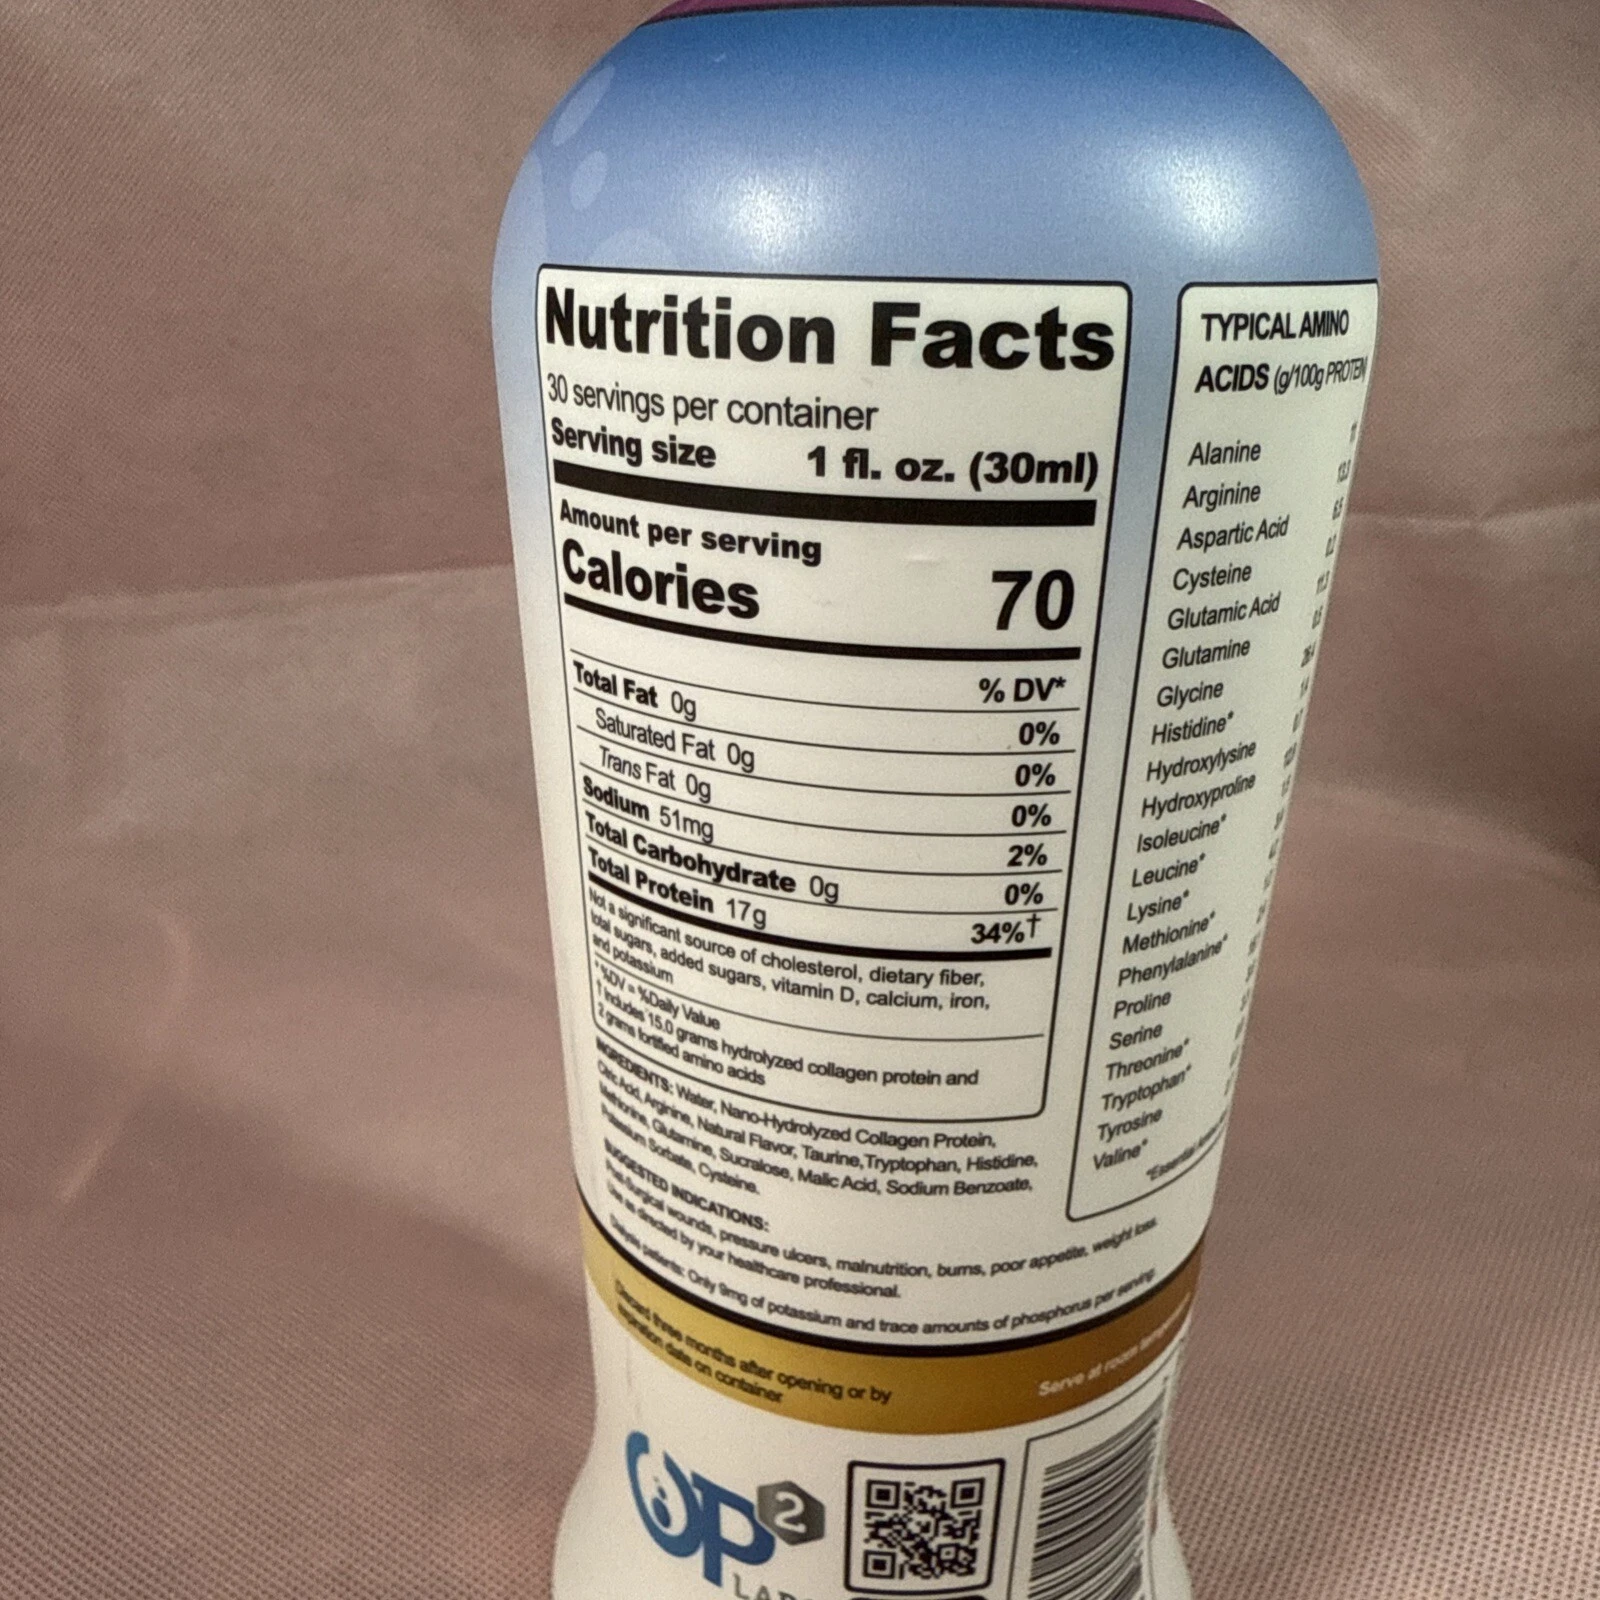 Nutrition Facts
30 servings per container
Serving size 1 fl. oz. (30ml)
Amount per serving
Calories 70
% DV*
Total Fat 0g 0%
Saturated Fat 0g 0%
Trans Fat 0g 0%
Sodium 51mg 2%
Total Carbohydrate 0g 0%
Total Protein 17g 34%†
Not a significant source of cholesterol, dietary fiber,
total sugars, added sugars, vitamin D, calcium, iron,
and potassium
* %DV = %Daily Value
† Includes 15.0 grams hydrolyzed collagen protein and
2 grams fortified amino acids
INGREDIENTS: Water, Nano-Hydrolyzed Collagen Protein,
Citric Acid, Arginine, Natural Flavor, Taurine,Tryptophan, Histidine,
Methionine, Glutamine, Sucralose, Malic Acid, Sodium Benzoate,
Potassium Sorbate, Cysteine.
SUGGESTED INDICATIONS:
Post-Surgical wounds, pressure ulcers, malnutrition, burns, poor appetite, weight loss.
Use as directed by your healthcare professional.
Dialysis patients: Only 9mg of potassium and trace amounts of phosphorus per serving.
Discard three months after opening or by
expiration date on container
Serve at room
OP2
TYPICAL AMINO
ACIDS (g/100g PROTEIN
Alanine 11
Arginine
Aspartic Acid
Cysteine
Glutamic Acid
Glutamine
Glycine
Histidine*
Hydroxylysine
Hydroxyproline
Isoleucine*
Leucine*
Lysine*
Methionine*
Phenylalanine*
Proline
Serine
Threonine*
Tryptophan*
Tyrosine
Valine*
*Essential